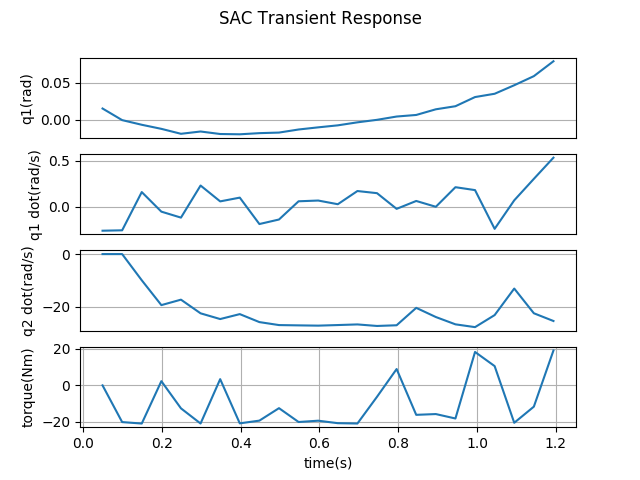 SAC Transient Response
q1(rad)
0.05
0.00
q1 dot(rad/s)
0.5
0.0
q2 dot(rad/s)
0
−20
torque(Nm)
20
0
−20
0.0 0.2 0.4 0.6 0.8 1.0 1.2
time(s)